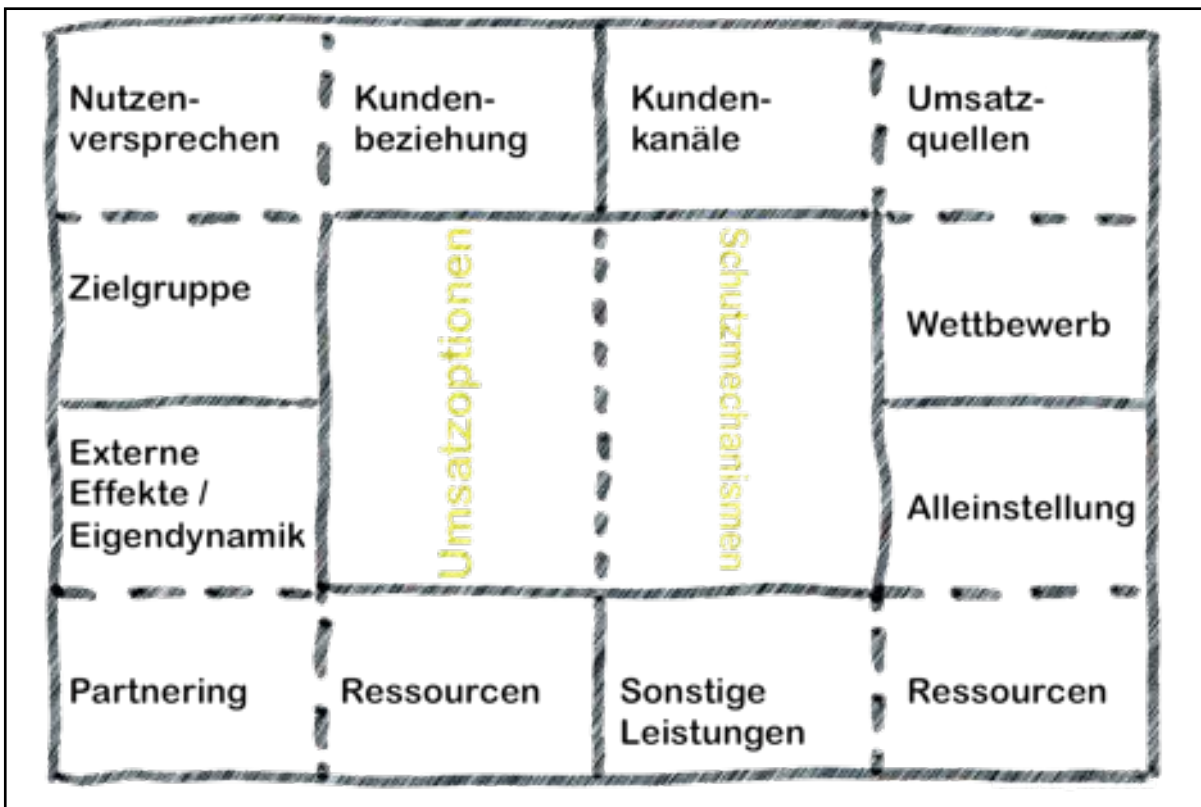 Nutzen-
versprechen
Kunden-
beziehung
Kunden-
kanäle
Umsatz-
quellen
Zielgruppe
Umsatzoptionen
Schutzmechanismen
Wettbewerb
Externe
Effekte /
Eigendynamik
Alleinstellung
Partnering
Ressourcen
Sonstige
Leistungen
Ressourcen